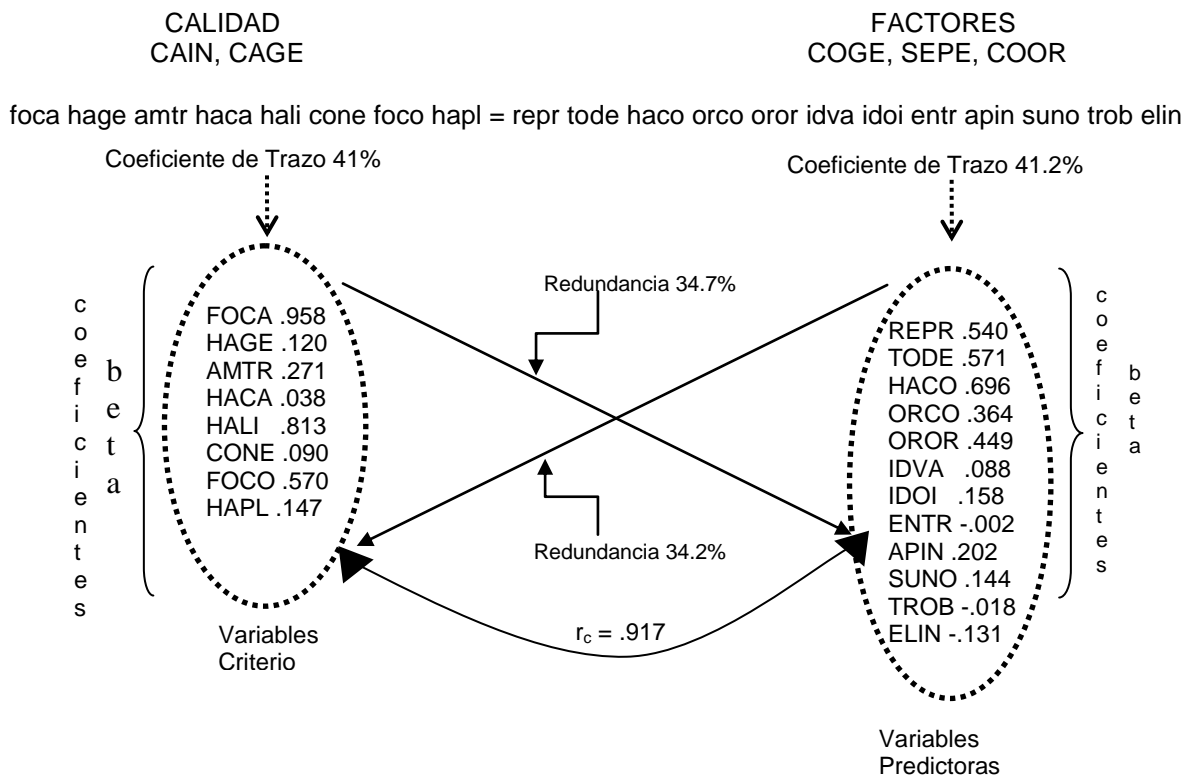 CALIDAD
CAIN, CAGE
FACTORES
COGE, SEPE, COOR
foca hage amtr haca hali cone foco hapl = repr tode haco orco oror idva idoi entr apin suno trob elin
Coeficiente de Trazo 41%
Coeficiente de Trazo 41.2%
coeficientes
beta
FOCA .958
HAGE .120
AMTR .271
HACA .038
HALI .813
CONE .090
FOCO .570
HAPL .147
Variables
Criterio
Redundancia 34.7%
Redundancia 34.2%
r_c = .917
REPR .540
TODE .571
HACO .696
ORCO .364
OROR .449
IDVA .088
IDOI .158
ENTR -.002
APIN .202
SUNO .144
TROB -.018
ELIN -.131
coeficientes
beta
Variables
Predictoras